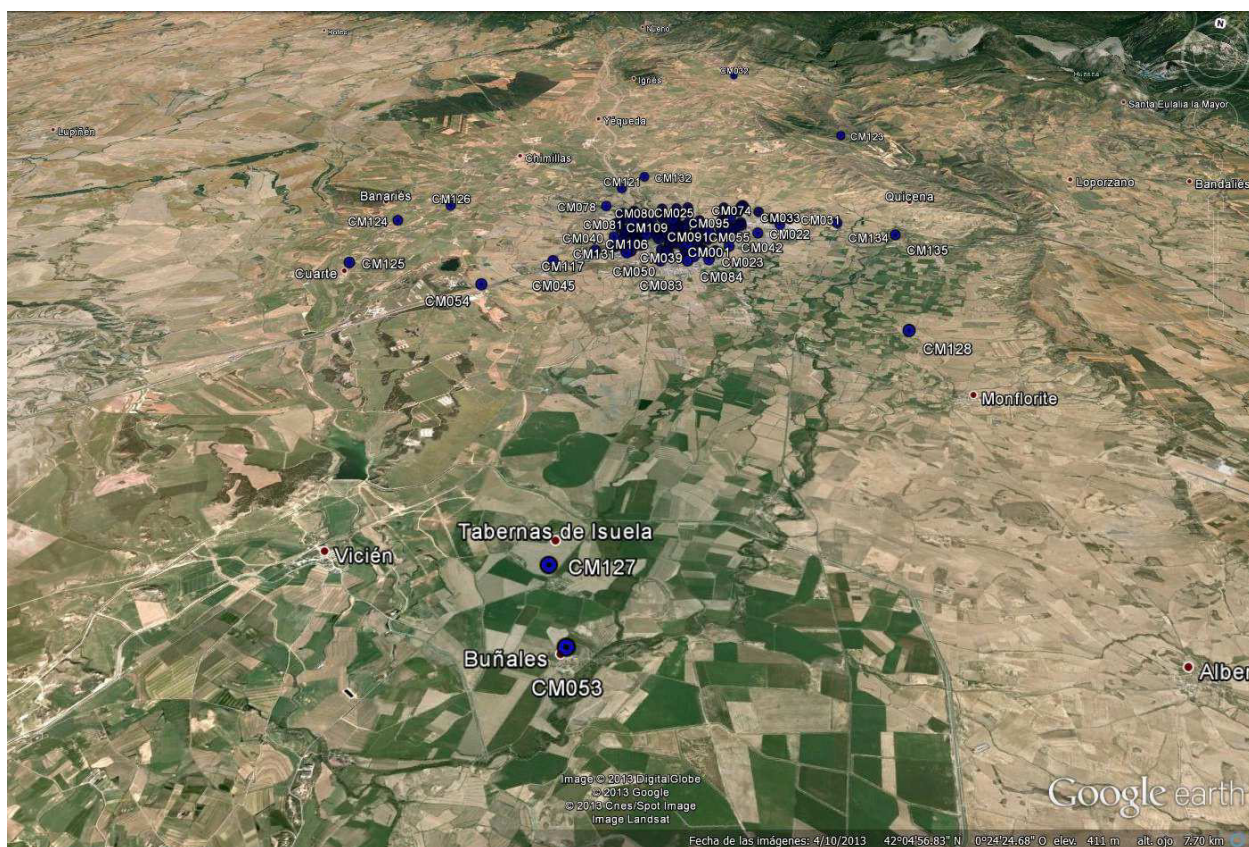 Nueno
N
Igriés
CM032
Santa Eulalia la Mayor
Lupiñén
Yéqueda
CM123
Chimillas
CM132
CM121
Loporzano
Bandaliés
Banariés
CM126
Quicena
CM078
CM080
CM025
CM074
CM124
CM081
CM109
CM095
CM033
CM031
CM040
CM106
CM091
CM055
CM022
CM134
CM131
CM039
CM001
CM042
CM135
CM125
CM117
CM050
CM023
Cuarte
CM045
CM083
CM084
CM054
CM128
Monflorite
Tabernas de Isuela
Vicién
CM127
Buñales
CM053
Alber
Image © 2013 DigitalGlobe
© 2013 Google
© 2013 Cnes/Spot Image
Image Landsat
Google earth
Fecha de las imágenes: 4/10/2013 42°04'56.83" N 0°24'24.68" O elev. 411 m alt. ojo 7.70 km